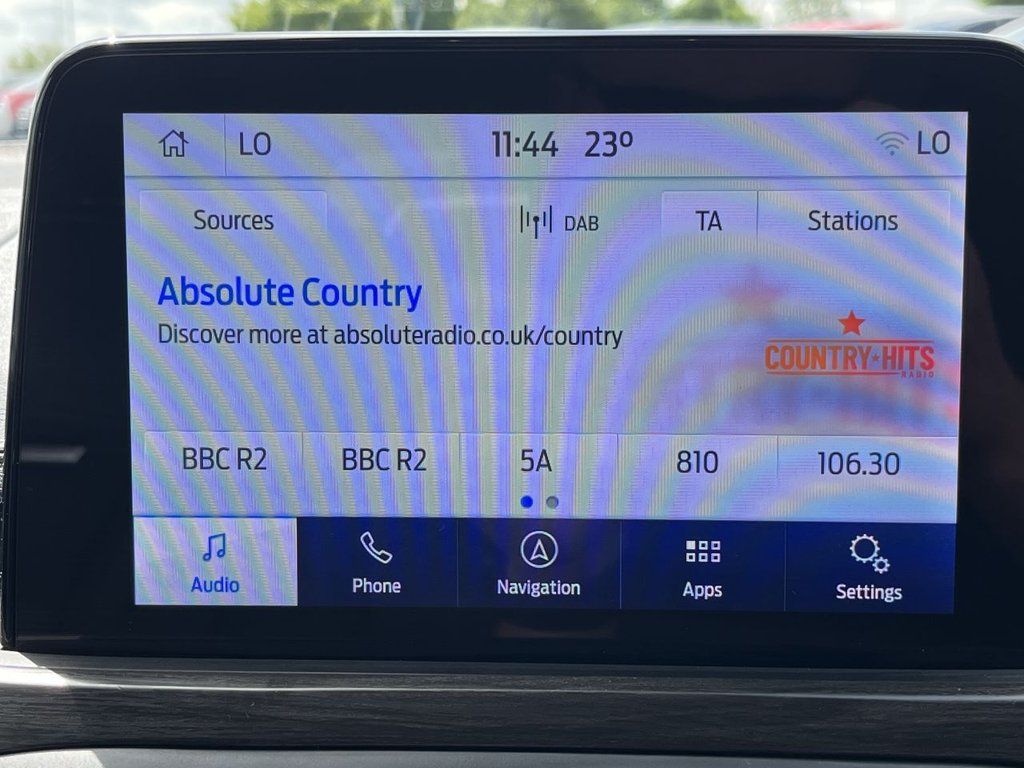 LO 11:44 23º LO
Sources DAB TA Stations
Absolute Country
Discover more at absoluteradio.co.uk/country
COUNTRY★HITS
RADIO
BBC R2 BBC R2 5A 810 106.30
Audio Phone Navigation Apps Settings